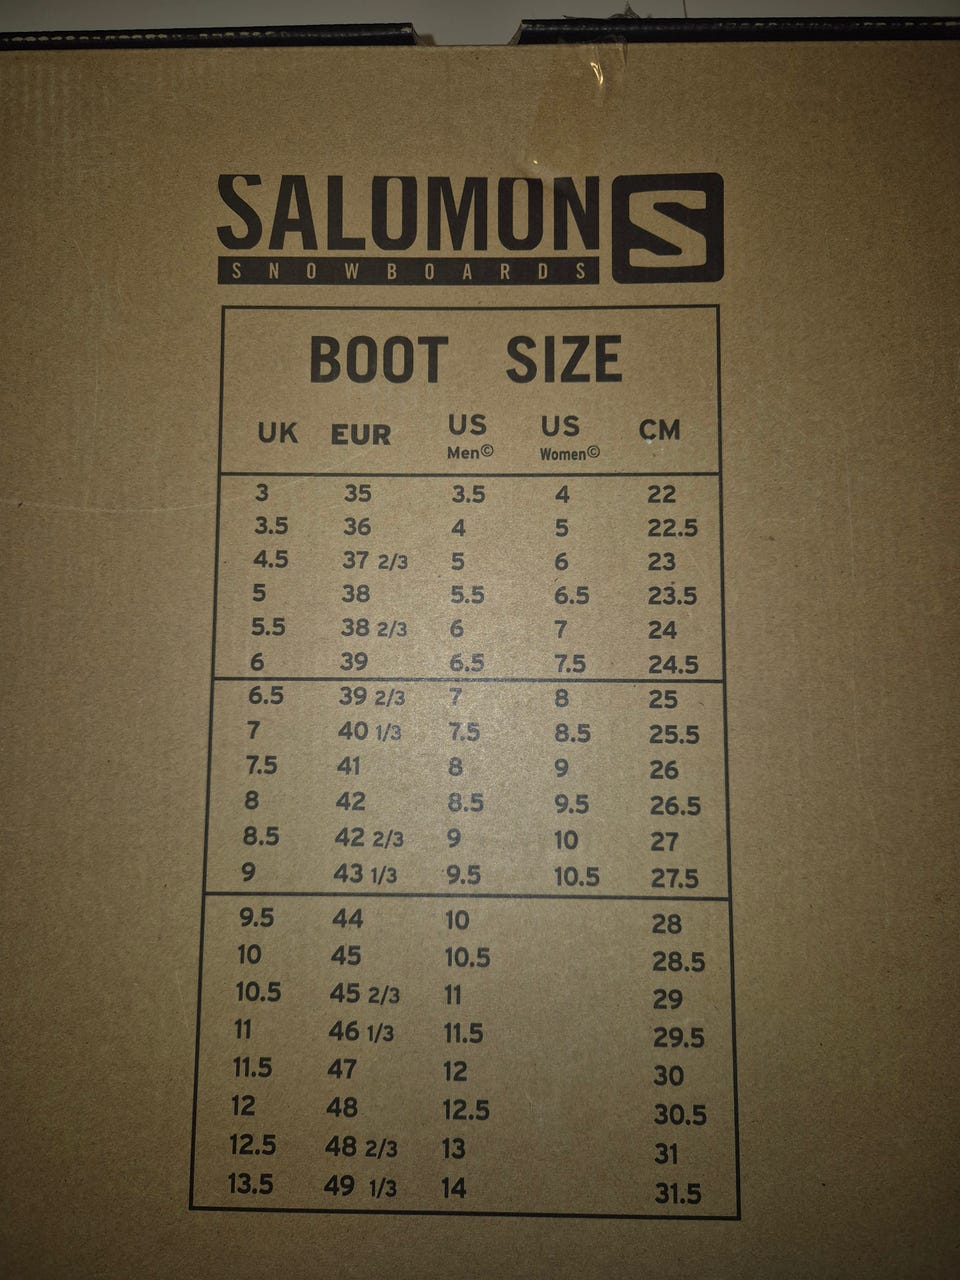 SALOMON S
SNOWBOARDS
BOOT SIZE
UK EUR US Men© US Women© CM
3 35 3.5 4 22
3.5 36 4 5 22.5
4.5 37 2/3 5 6 23
5 38 5.5 6.5 23.5
5.5 38 2/3 6 7 24
6 39 6.5 7.5 24.5
6.5 39 2/3 7 8 25
7 40 1/3 7.5 8.5 25.5
7.5 41 8 9 26
8 42 8.5 9.5 26.5
8.5 42 2/3 9 10 27
9 43 1/3 9.5 10.5 27.5
9.5 44 10 28
10 45 10.5 28.5
10.5 45 2/3 11 29
11 46 1/3 11.5 29.5
11.5 47 12 30
12 48 12.5 30.5
12.5 48 2/3 13 31
13.5 49 1/3 14 31.5